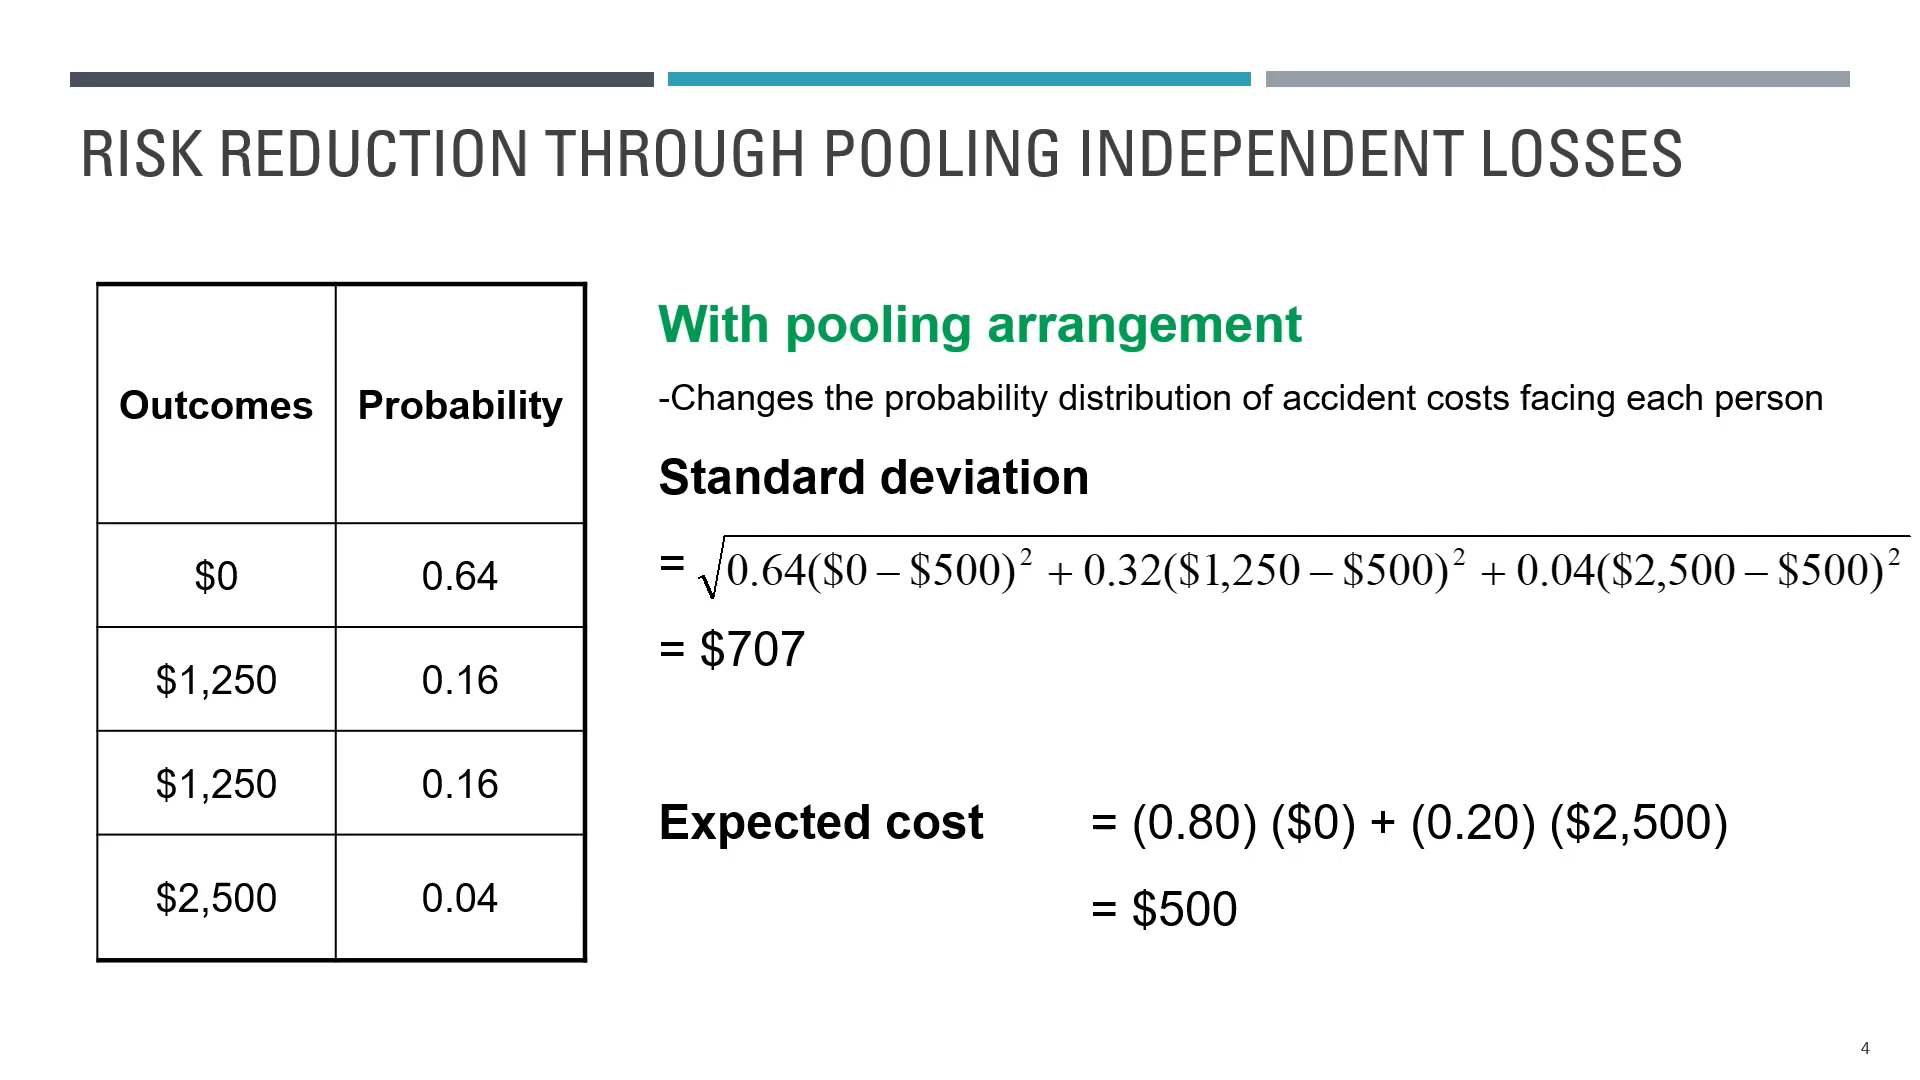 RISK REDUCTION THROUGH POOLING INDEPENDENT LOSSES
Outcomes Probability
$0 0.64
$1,250 0.16
$1,250 0.16
$2,500 0.04
With pooling arrangement
-Changes the probability distribution of accident costs facing each person
Standard deviation
= √0.64($0 – $500)² + 0.32($1,250 – $500)² + 0.04($2,500 – $500)²
= $707
Expected cost = (0.80) ($0) + (0.20) ($2,500)
= $500
4